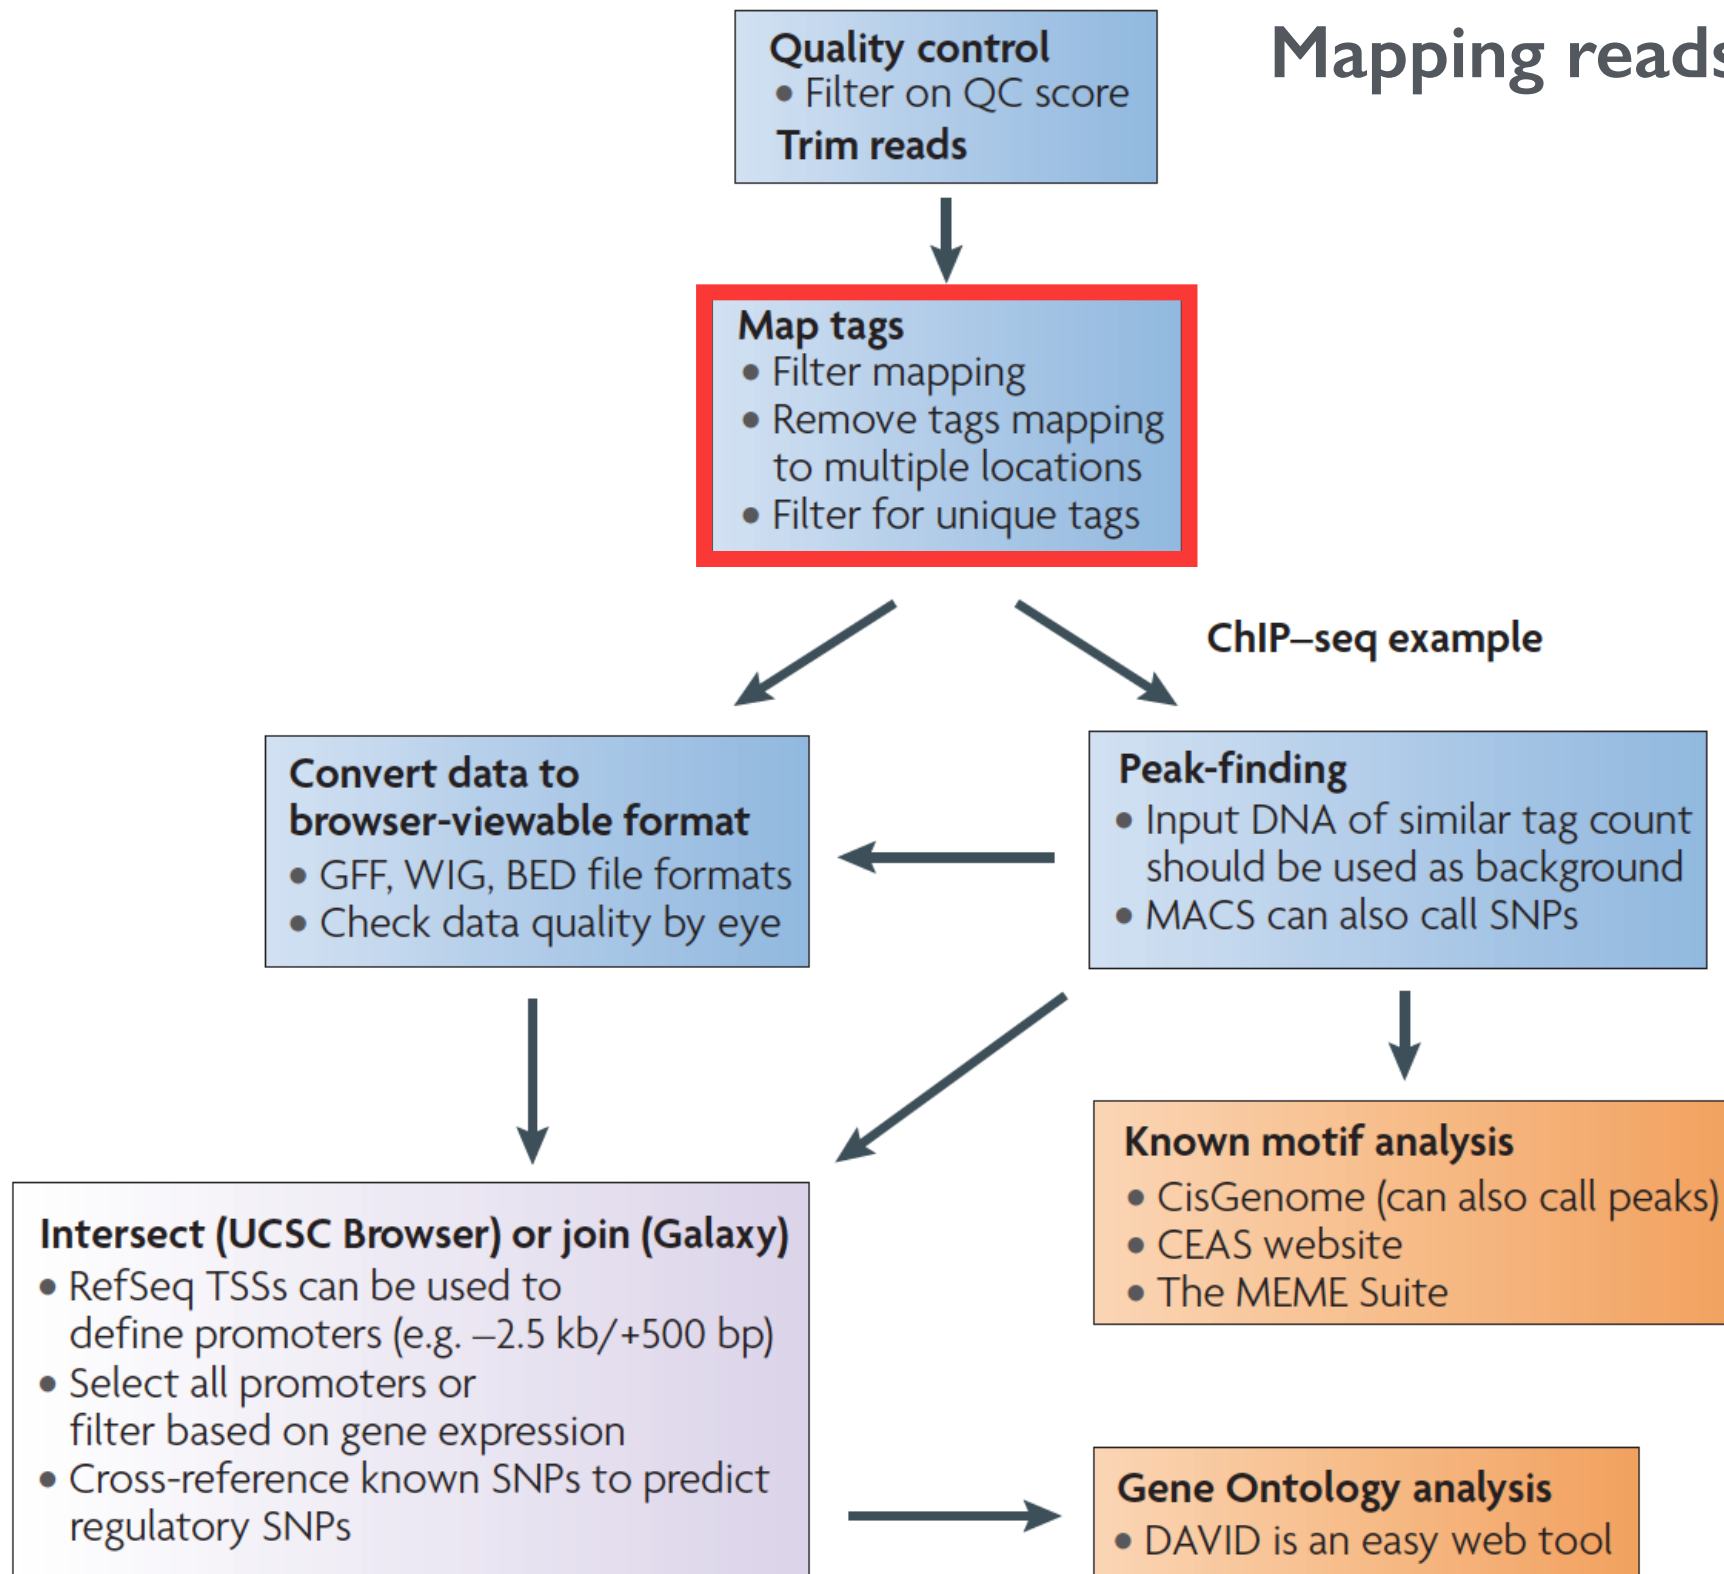 Mapping reads
Quality control
• Filter on QC score
Trim reads
Map tags
• Filter mapping
• Remove tags mapping
to multiple locations
• Filter for unique tags
ChIP–seq example
Convert data to
browser-viewable format
• GFF, WIG, BED file formats
• Check data quality by eye
Peak-finding
• Input DNA of similar tag count
should be used as background
• MACS can also call SNPs
Known motif analysis
• CisGenome (can also call peaks)
• CEAS website
• The MEME Suite
Intersect (UCSC Browser) or join (Galaxy)
• RefSeq TSSs can be used to
define promoters (e.g. –2.5 kb/+500 bp)
• Select all promoters or
filter based on gene expression
• Cross-reference known SNPs to predict
regulatory SNPs
Gene Ontology analysis
• DAVID is an easy web tool